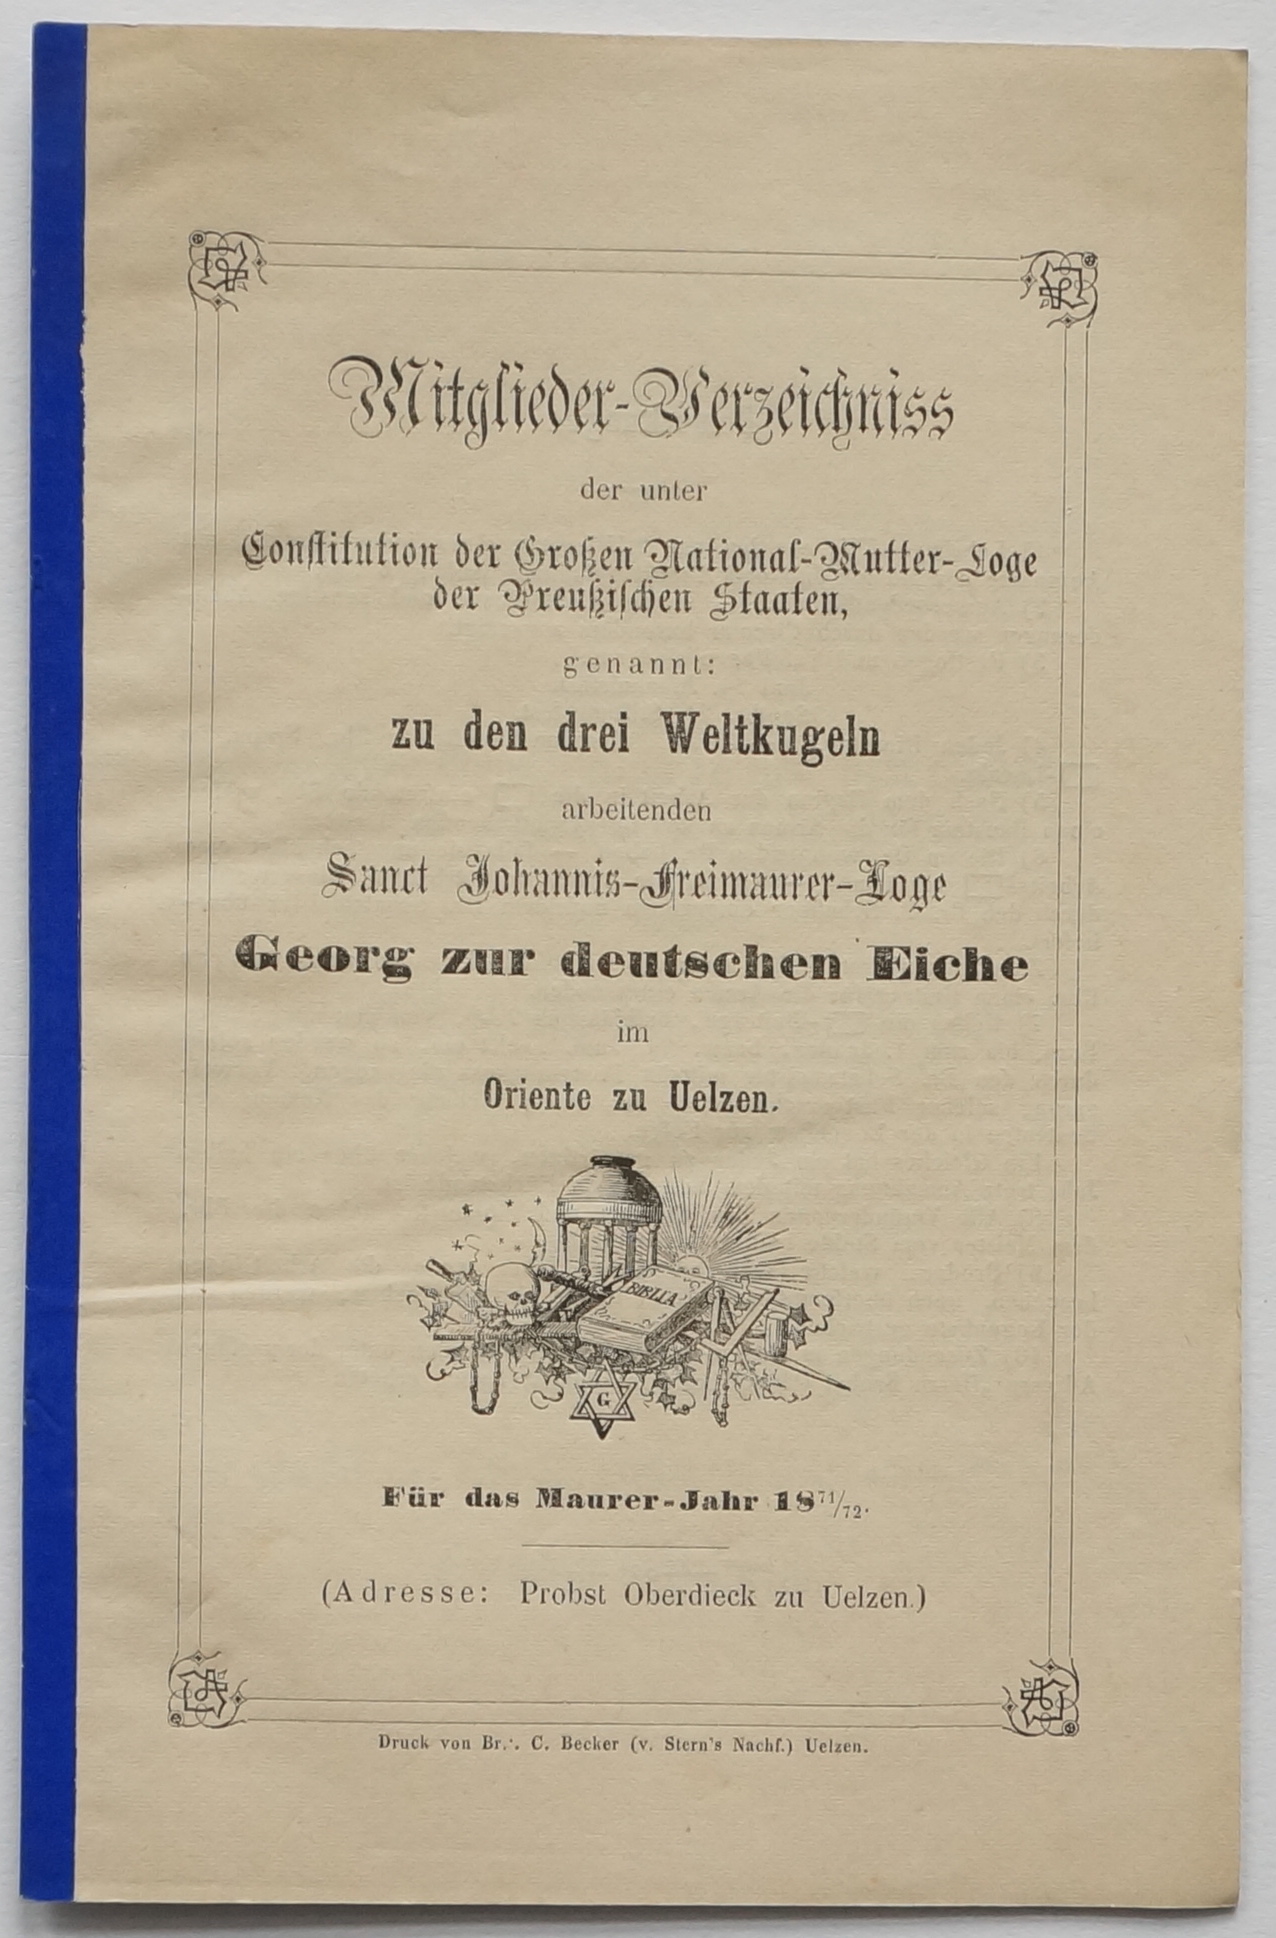 Mitglieder-Verzeichniss
der unter
Constitution der Großen National-Mutter-Loge
der Preußischen Staaten,
genannt:
zu den drei Weltkugeln
arbeitenden
Sanct Johannis-Freimaurer-Loge
Georg zur deutschen Eiche
im
Oriente zu Uelzen.
BIBLIA
G
Für das Maurer-Jahr 1871/72.
(Adresse: Probst Oberdieck zu Uelzen.)
Druck von Br∴ C. Becker (v. Stern's Nachf.) Uelzen.